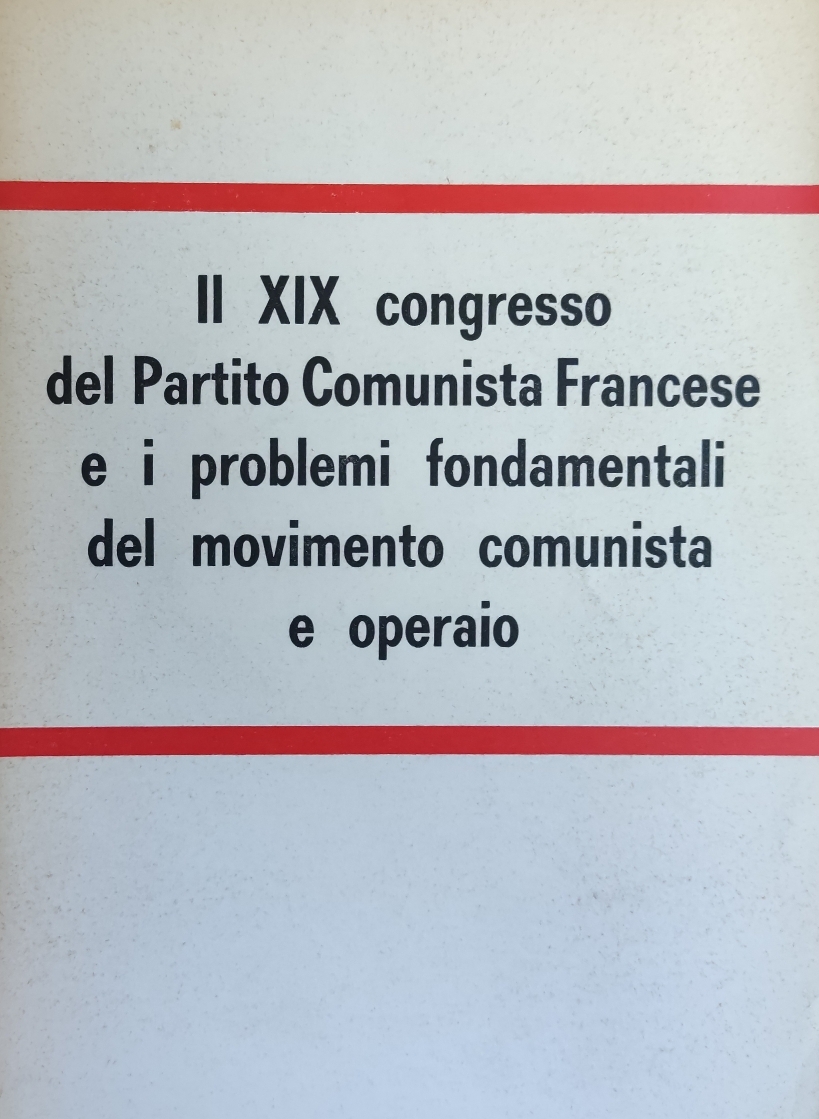 Il XIX congresso
del Partito Comunista Francese
e i problemi fondamentali
del movimento comunista
e operaio